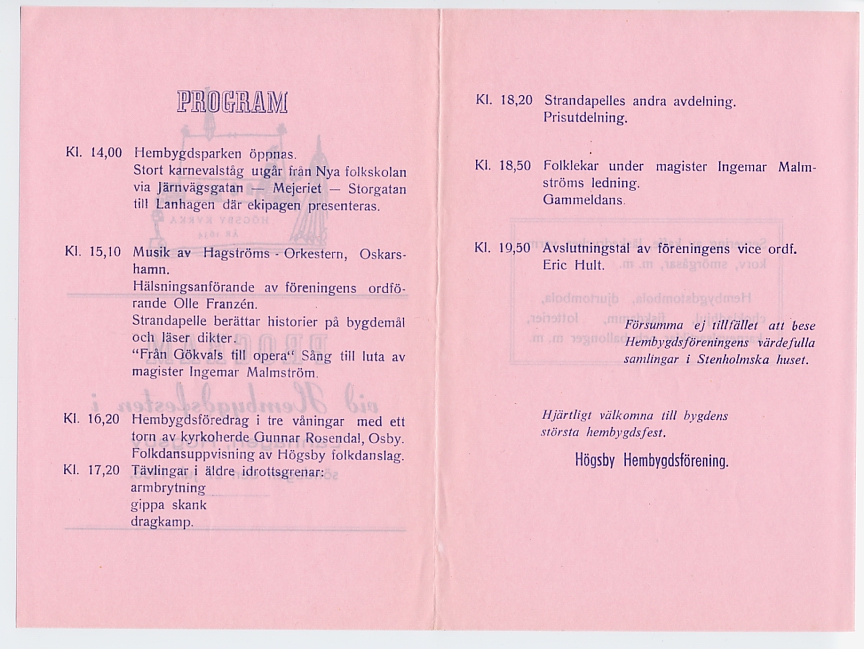 PROGRAM
Kl. 14,00 Hembygdsparken öppnas.
Stort karnevalståg utgår från Nya folkskolan
via Järnvägsgatan — Mejeriet — Storgatan
till Lanhagen där ekipagen presenteras.
Kl. 15,10 Musik av Hagströms - Orkestern, Oskars-
hamn.
Hälsningsanförande av föreningens ordfö-
rande Olle Franzén.
Strandapelle berättar historier på bygdemål
och läser dikter.
“Från Gökvals till opera“ Sång till luta av
magister Ingemar Malmström.
Kl. 16,20 Hembygdsföredrag i tre våningar med ett
torn av kyrkoherde Gunnar Rosendal, Osby.
Folkdansuppvisning av Högsby folkdanslag.
Kl. 17,20 Tävlingar i äldre idrottsgrenar:
armbrytning
gippa skank
dragkamp.
Kl. 18,20 Strandapelles andra avdelning.
Prisutdelning.
Kl. 18,50 Folklekar under magister Ingemar Malm-
ströms ledning.
Gammeldans.
Kl. 19,50 Avslutningstal av föreningens vice ordf.
Eric Hult.
Försumma ej tillfället att bese
Hembygdsföreningens värdefulla
samlingar i Stenholmska huset.
Hjärtligt välkomna till bygdens
största hembygdsfest.
Högsby Hembygdsförening.